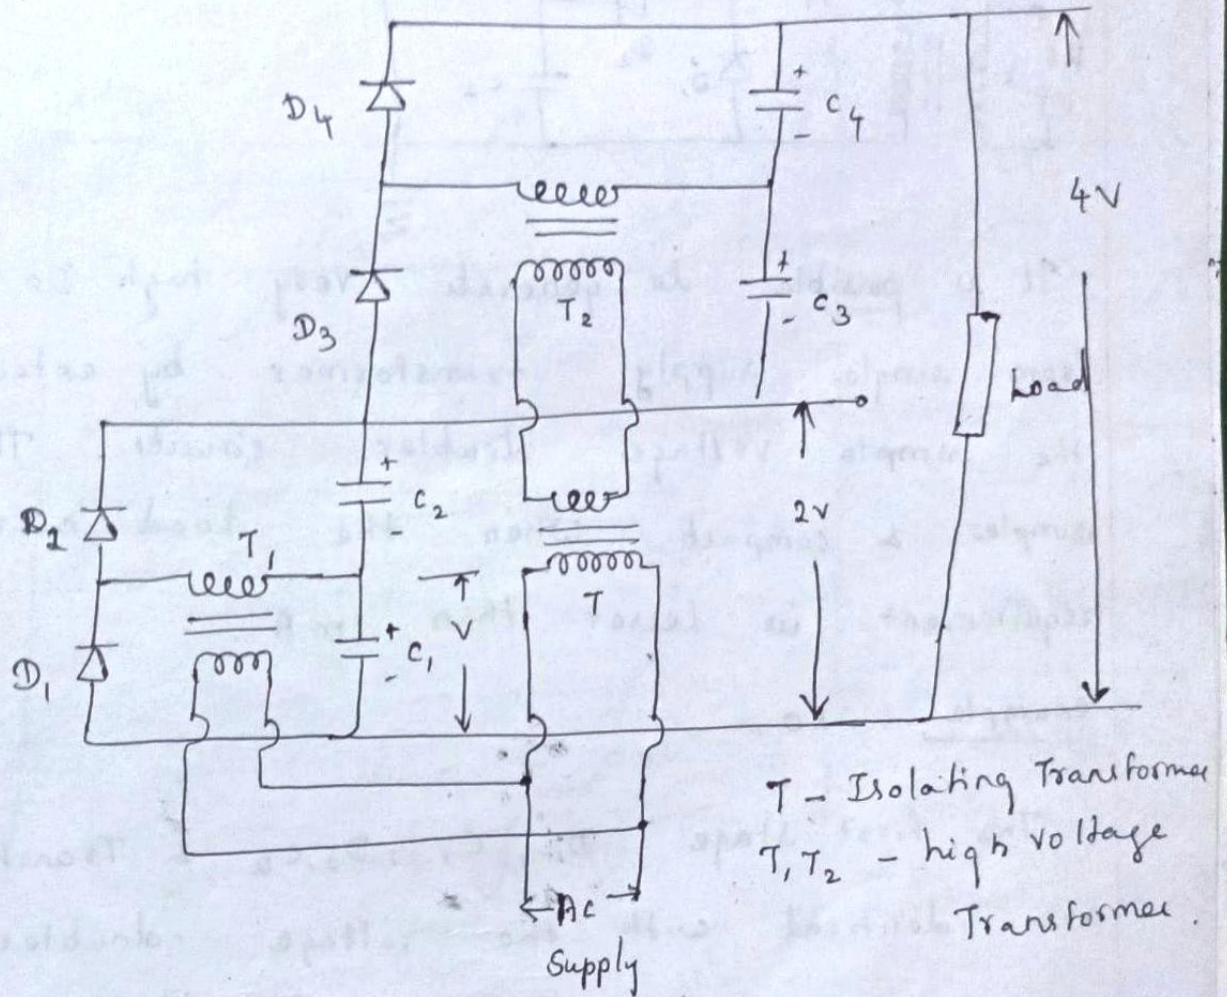 D4
+
C4
-
4V
T2
D3
+
C3
-
Load
+
C2
-
D2
2V
T1
T
+
V
C1
-
D1
T - Isolating Transformer
T1 T2 - high voltage
Transformer.
AC
Supply